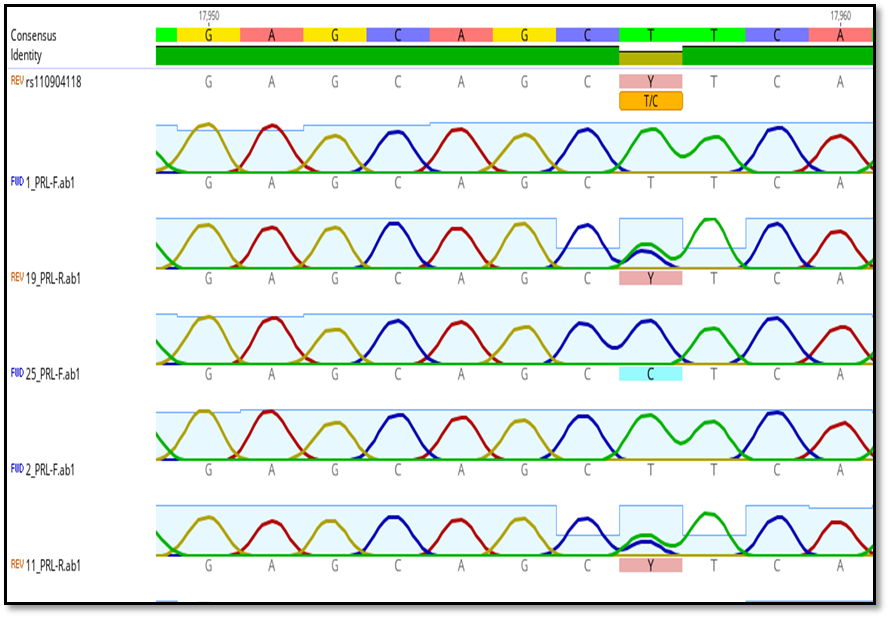 17,950 17,960
Consensus G A G C A G C T T C A
Identity
REV rs110904118 G A G C A G C Y T C A
T/C
FWD 1_PRL-F.ab1 G A G C A G C T T C A
REV 19_PRL-R.ab1 G A G C A G C Y T C A
FWD 25_PRL-F.ab1 G A G C A G C C T C A
FWD 2_PRL-F.ab1 G A G C A G C T T C A
REV 11_PRL-R.ab1 G A G C A G C Y T C A